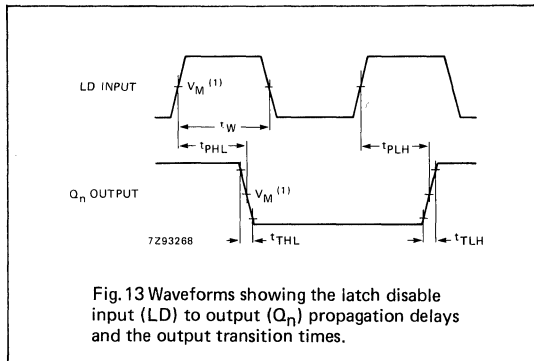 LD INPUT
V_M (1)
t_W
t_PHL
t_PLH
Q_n OUTPUT
V_M (1)
7Z93268
t_THL
t_TLH
Fig. 13 Waveforms showing the latch disable
input (LD) to output (Q_n) propagation delays
and the output transition times.